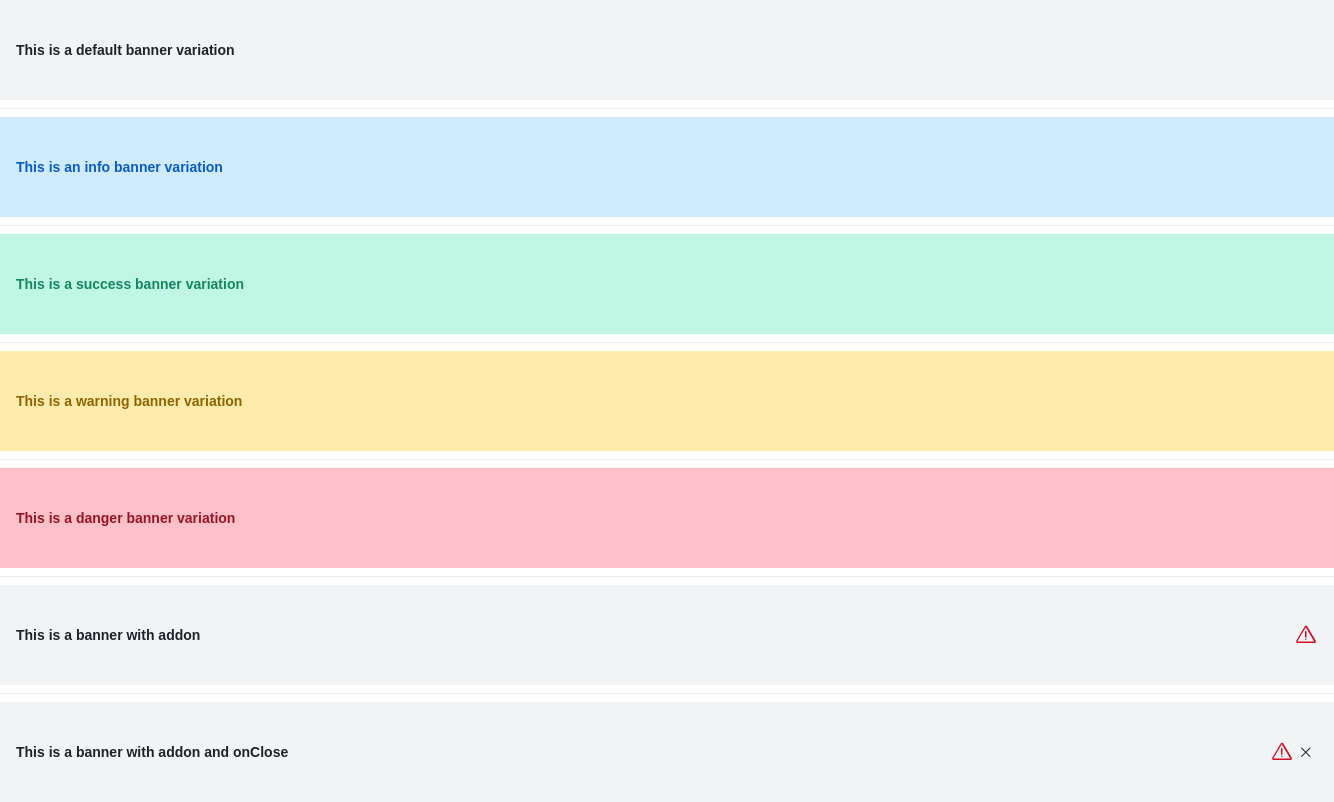 This is a default banner variation
This is an info banner variation
This is a success banner variation
This is a warning banner variation
This is a danger banner variation
This is a banner with addon
This is a banner with addon and onClose